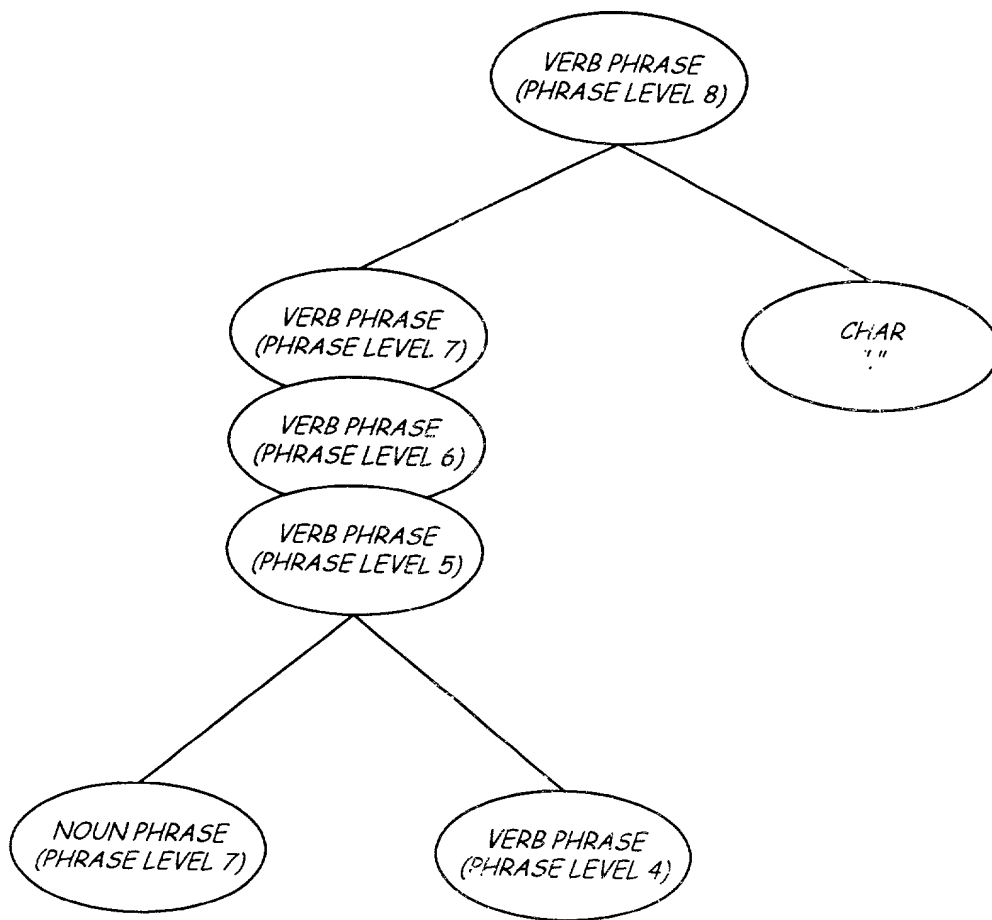 VERB PHRASE
(PHRASE LEVEL 8)
VERB PHRASE
(PHRASE LEVEL 7)
CHAR
"."
VERB PHRASE
(PHRASE LEVEL 6)
VERB PHRASE
(PHRASE LEVEL 5)
NOUN PHRASE
(PHRASE LEVEL 7)
VERB PHRASE
(PHRASE LEVEL 4)